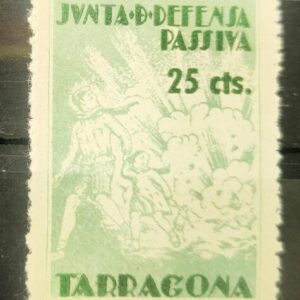 JVNTA·D·DEFENSA
PASSIVA
25 cts.
TARRAGONA